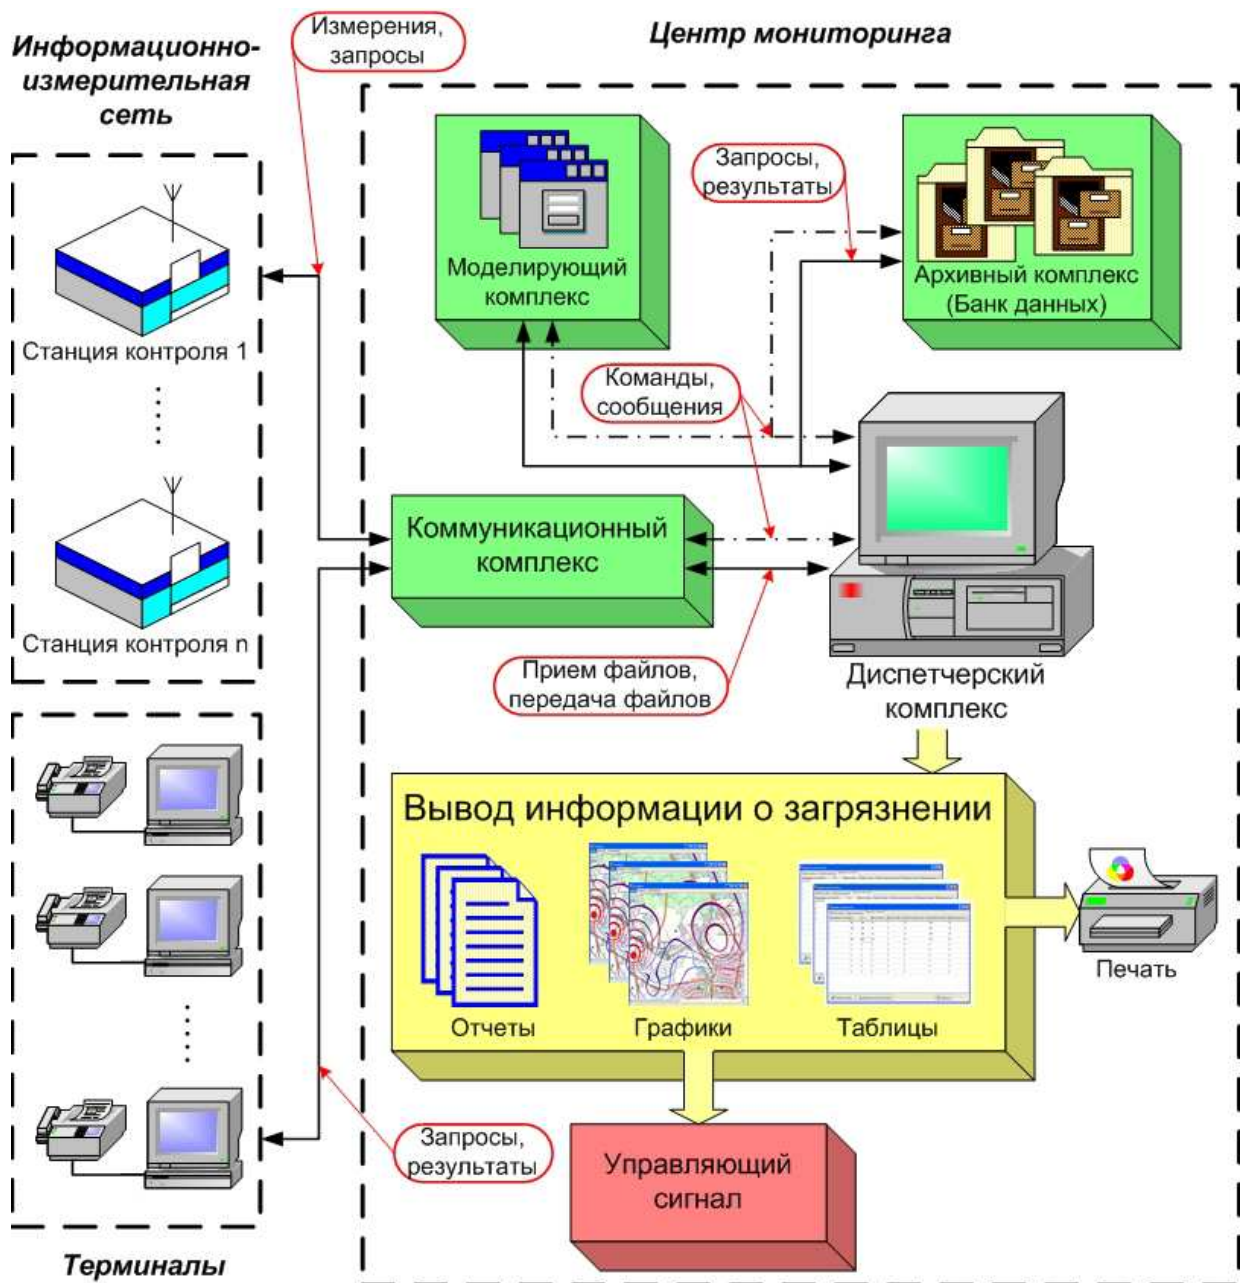 Информационно-
измерительная
сеть
Измерения,
запросы
Центр мониторинга
Станция контроля 1
Станция контроля n
Моделирующий
комплекс
Запросы,
результаты
Архивный комплекс
(Банк данных)
Команды,
сообщения
Коммуникационный
комплекс
Прием файлов,
передача файлов
Диспетчерский
комплекс
Вывод информации о загрязнении
Отчеты
Графики
Таблицы
Печать
Запросы,
результаты
Управляющий
сигнал
Терминалы